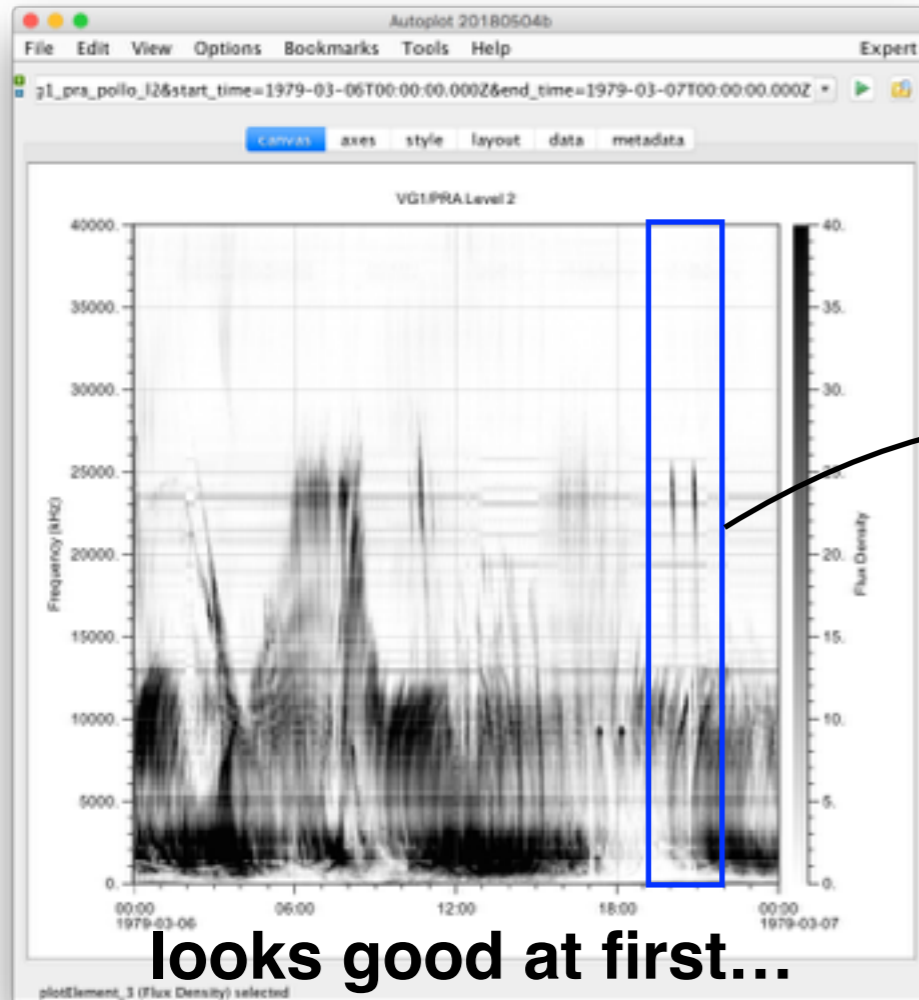 Autoplot 20180504b
File Edit View Options Bookmarks Tools Help Expert
g1_pra_pollo_l2&start_time=1979-03-06T00:00:00.000Z&end_time=1979-03-07T00:00:00.000Z
canvas axes style layout data metadata
VG1/PRA Level 2
40000.
35000.
30000.
25000.
20000.
15000.
10000.
5000.
0.
Frequency (kHz)
00:00 06:00 12:00 18:00 00:00
1979-03-06 1979-03-07
40.
35.
30.
25.
20.
15.
10.
5.
0.
Flux Density
looks good at first...
plotElement_3 (Flux Density) selected